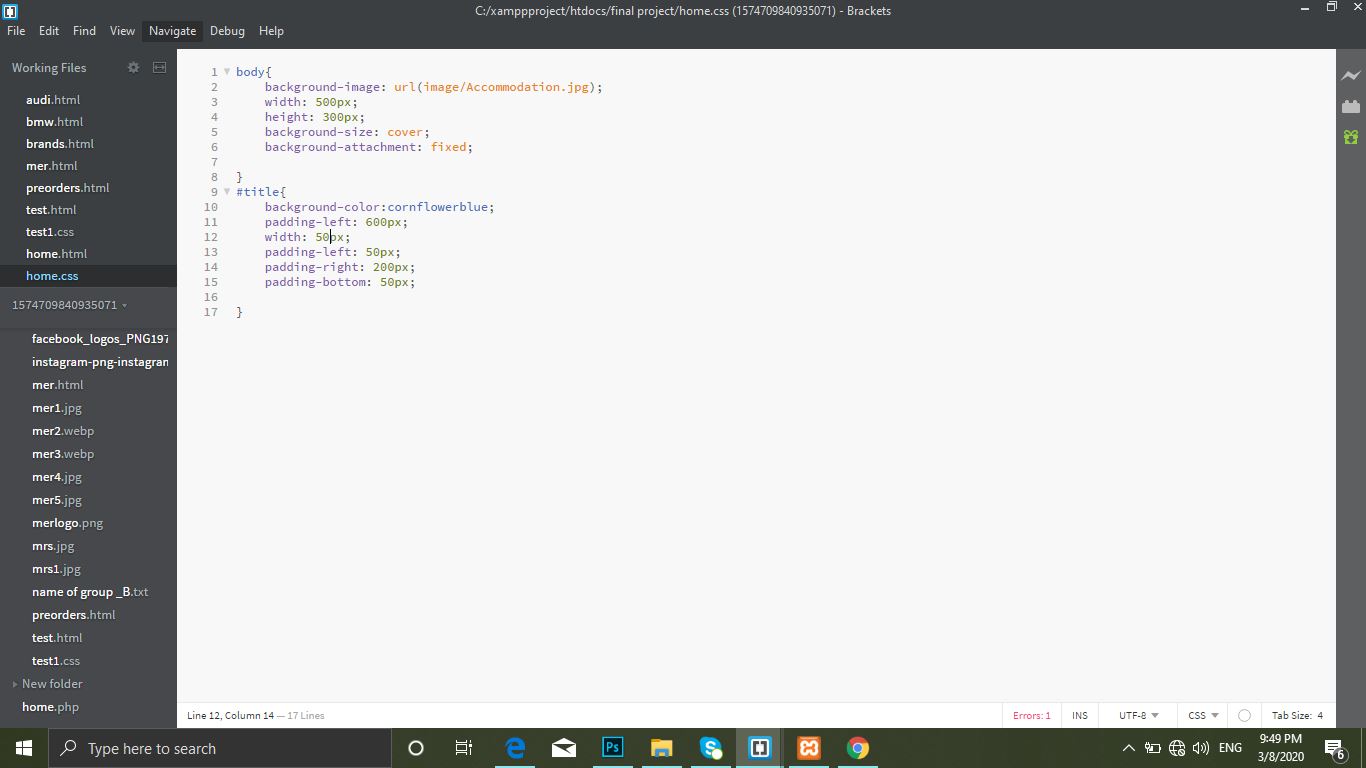 C:/xamppproject/htdocs/final project/home.css (1574709840935071) - Brackets
File Edit Find View Navigate Debug Help
Working Files
audi.html
bmw.html
brands.html
mer.html
preorders.html
test.html
test1.css
home.html
home.css
1574709840935071
facebook_logos_PNG197
instagram-png-instagram
mer.html
mer1.jpg
mer2.webp
mer3.webp
mer4.jpg
mer5.jpg
merlogo.png
mrs.jpg
mrs1.jpg
name of group _B.txt
preorders.html
test.html
test1.css
New folder
home.php
1 body{
2 background-image: url(image/Accommodation.jpg);
3 width: 500px;
4 height: 300px;
5 background-size: cover;
6 background-attachment: fixed;
7
8 }
9 #title{
10 background-color:cornflowerblue;
11 padding-left: 600px;
12 width: 50px;
13 padding-left: 50px;
14 padding-right: 200px;
15 padding-bottom: 50px;
16
17 }
Line 12, Column 14 — 17 Lines
Errors: 1 INS UTF-8 CSS Tab Size: 4
Type here to search
Ps
ENG
9:49 PM
3/8/2020
6